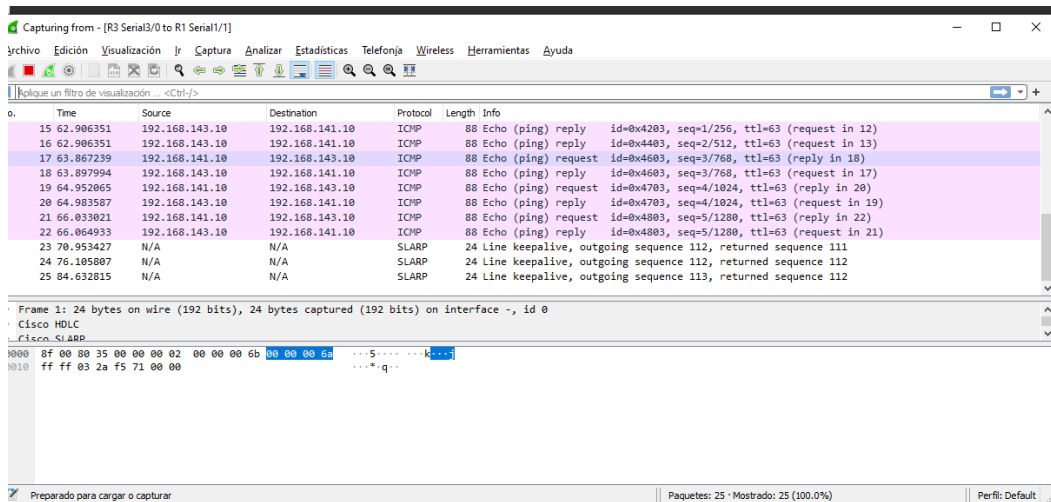 Capturing from - [R3 Serial3/0 to R1 Serial1/1]
Archivo Edición Visualización Ir Captura Analizar Estadísticas Telefonía Wireless Herramientas Ayuda
Aplique un filtro de visualización ... <Ctrl-/>
o. Time Source Destination Protocol Length Info
15 62.906351 192.168.143.10 192.168.141.10 ICMP 88 Echo (ping) reply id=0x4203, seq=1/256, ttl=63 (request in 12)
16 62.906351 192.168.143.10 192.168.141.10 ICMP 88 Echo (ping) reply id=0x4403, seq=2/512, ttl=63 (request in 13)
17 63.867239 192.168.141.10 192.168.143.10 ICMP 88 Echo (ping) request id=0x4603, seq=3/768, ttl=63 (reply in 18)
18 63.897994 192.168.143.10 192.168.141.10 ICMP 88 Echo (ping) reply id=0x4603, seq=3/768, ttl=63 (request in 17)
19 64.952065 192.168.141.10 192.168.143.10 ICMP 88 Echo (ping) request id=0x4703, seq=4/1024, ttl=63 (reply in 20)
20 64.983587 192.168.143.10 192.168.141.10 ICMP 88 Echo (ping) reply id=0x4703, seq=4/1024, ttl=63 (request in 19)
21 66.033021 192.168.141.10 192.168.143.10 ICMP 88 Echo (ping) request id=0x4803, seq=5/1280, ttl=63 (reply in 22)
22 66.064933 192.168.143.10 192.168.141.10 ICMP 88 Echo (ping) reply id=0x4803, seq=5/1280, ttl=63 (request in 21)
23 70.953427 N/A N/A SLARP 24 Line keepalive, outgoing sequence 112, returned sequence 111
24 76.105807 N/A N/A SLARP 24 Line keepalive, outgoing sequence 112, returned sequence 112
25 84.632815 N/A N/A SLARP 24 Line keepalive, outgoing sequence 113, returned sequence 112
Frame 1: 24 bytes on wire (192 bits), 24 bytes captured (192 bits) on interface -, id 0
Cisco HDLC
Cisco SLARP
0000 8f 00 80 35 00 00 00 02 00 00 00 6b 00 00 00 6a ···5···· ···k···j
0010 ff ff 03 2a f5 71 00 00 ···*·q··
Preparado para cargar o capturar Paquetes: 25 · Mostrado: 25 (100.0%) Perfil: Default